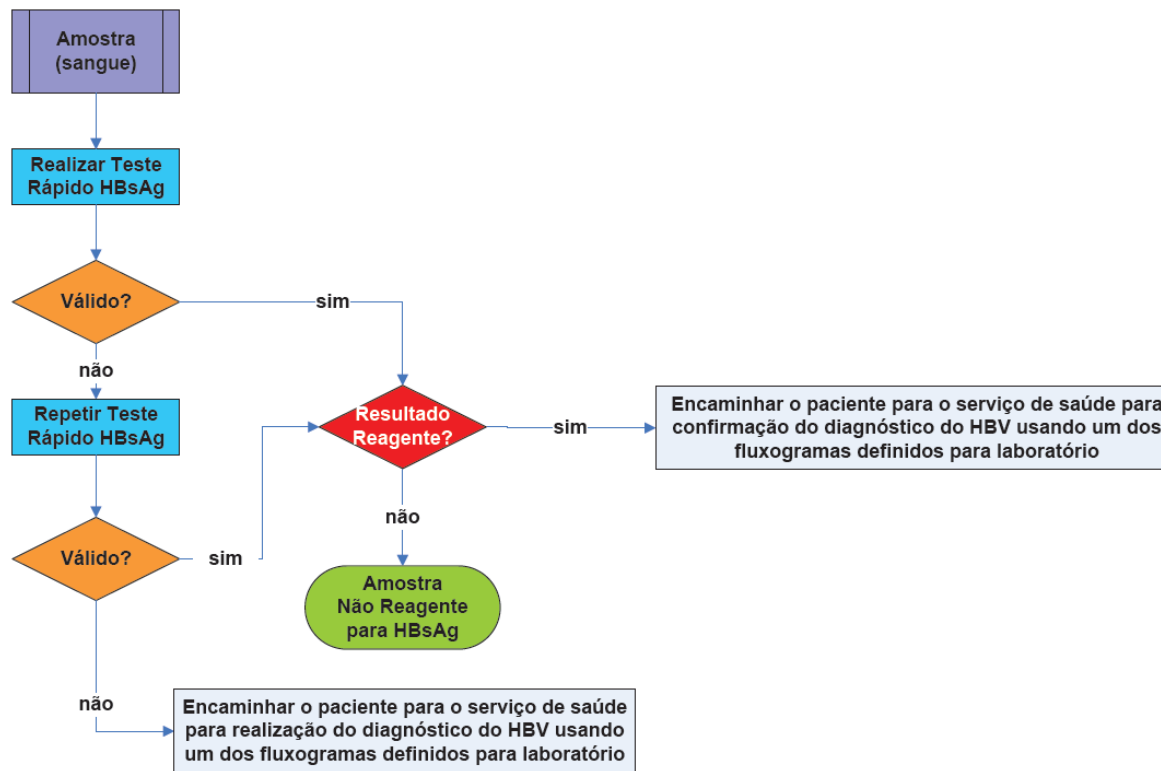 Amostra
(sangue)
Realizar Teste
Rápido HBsAg
Válido?
sim
não
Repetir Teste
Rápido HBsAg
Resultado
Reagente?
sim
Encaminhar o paciente para o serviço de saúde para
confirmação do diagnóstico do HBV usando um dos
fluxogramas definidos para laboratório
não
Válido?
sim
Amostra
Não Reagente
para HBsAg
não
Encaminhar o paciente para o serviço de saúde
para realização do diagnóstico do HBV usando
um dos fluxogramas definidos para laboratório